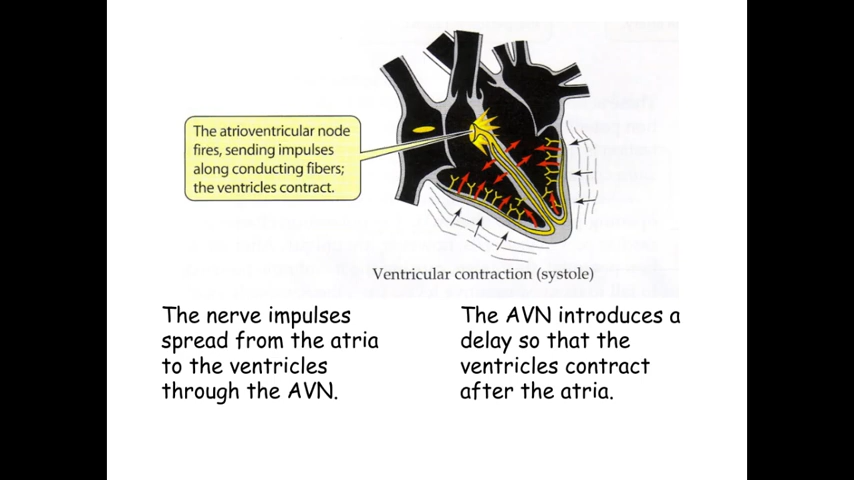 The atrioventricular node
fires, sending impulses
along conducting fibers;
the ventricles contract.
Ventricular contraction (systole)
The nerve impulses
spread from the atria
to the ventricles
through the AVN.
The AVN introduces a
delay so that the
ventricles contract
after the atria.